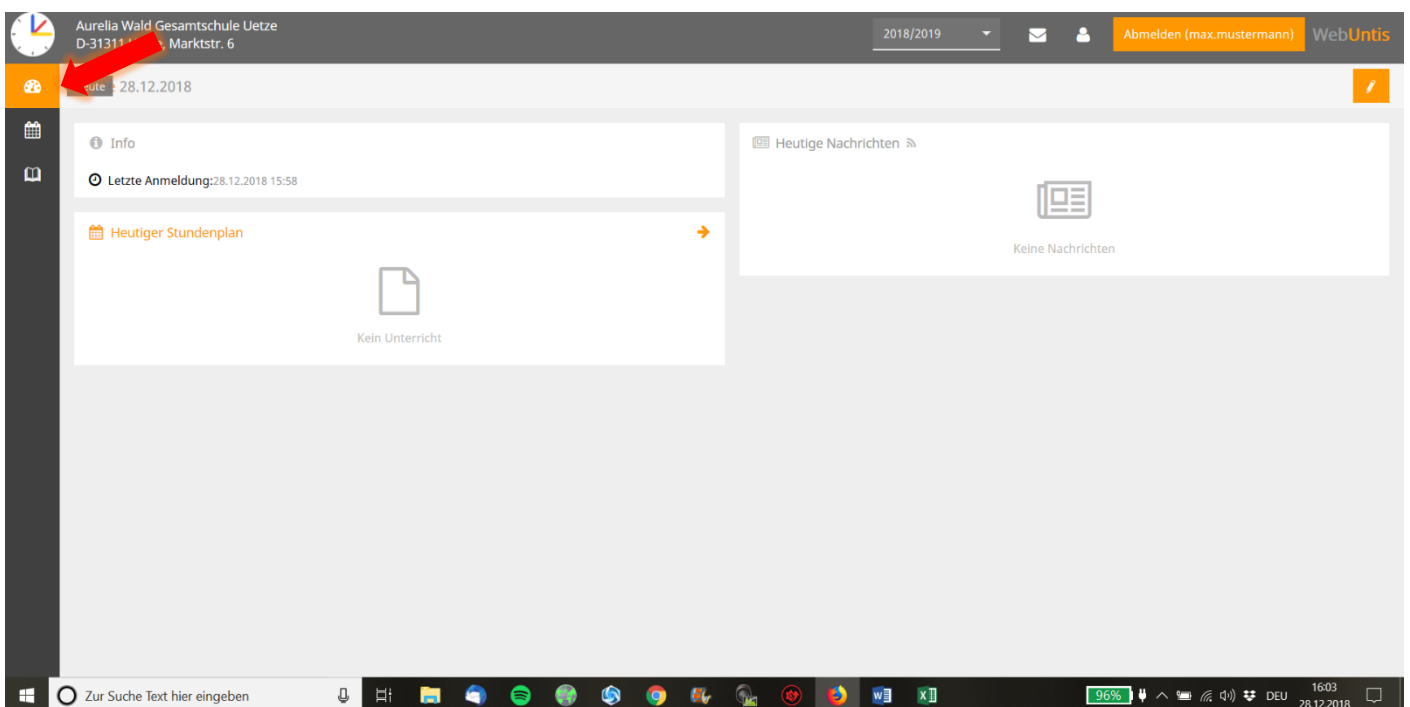 Aurelia Wald Gesamtschule Uetze
D-31311 Marktstr. 6
2018/2019
Abmelden (max.mustermann)
WebUntis
28.12.2018
Info
Letzte Anmeldung:28.12.2018 15:58
Heutiger Stundenplan
Kein Unterricht
Heutige Nachrichten
Keine Nachrichten
Zur Suche Text hier eingeben
96%
DEU
16:03
28.12.2018